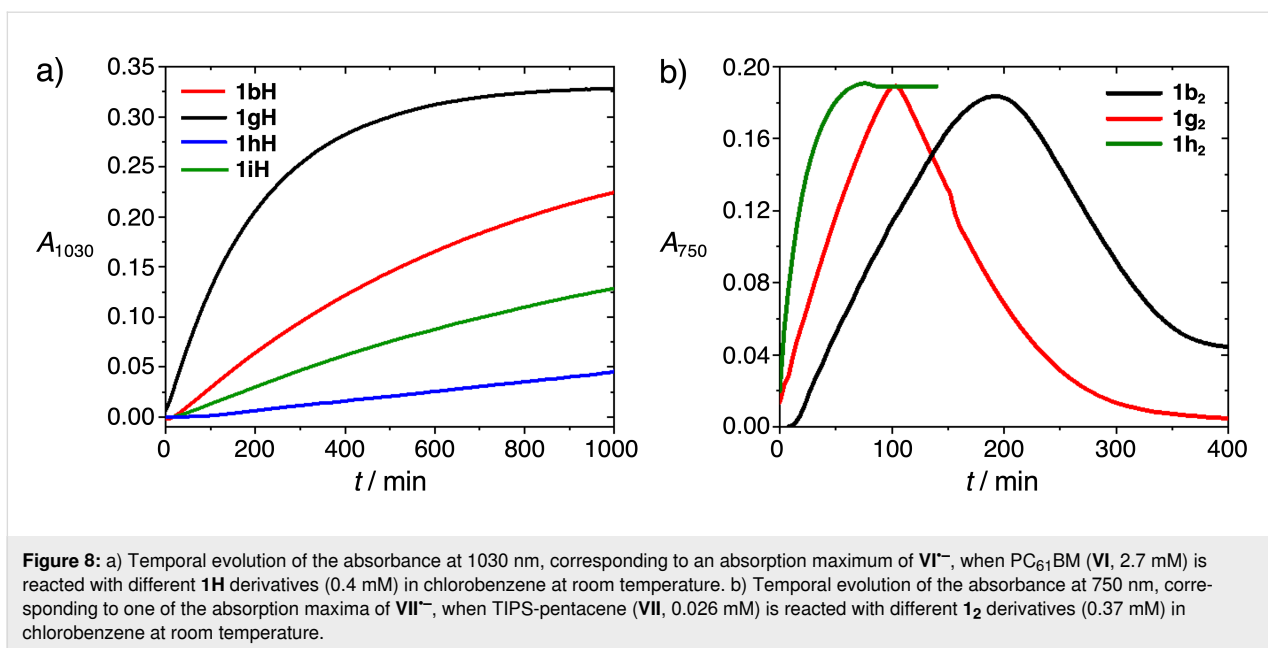 a)
0.35
0.30
0.25
0.20
0.15
0.10
0.05
0.00
A1030
1bH
1gH
1hH
1iH
0 200 400 600 800 1000
t / min
b)
0.20
0.16
0.12
0.08
0.04
0.00
A750
1b2
1g2
1h2
0 100 200 300 400
t / min
Figure 8: a) Temporal evolution of the absorbance at 1030 nm, corresponding to an absorption maximum of VI•−, when PC61BM (VI, 2.7 mM) is
reacted with different 1H derivatives (0.4 mM) in chlorobenzene at room temperature. b) Temporal evolution of the absorbance at 750 nm, corre-
sponding to one of the absorption maxima of VII•−, when TIPS-pentacene (VII, 0.026 mM) is reacted with different 12 derivatives (0.37 mM) in
chlorobenzene at room temperature.